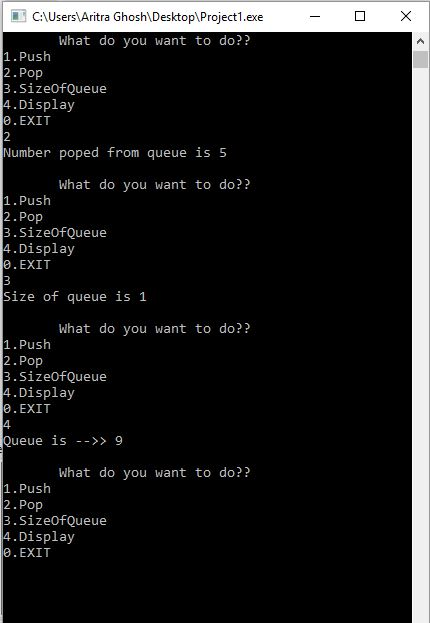 C:\Users\Aritra Ghosh\Desktop\Project1.exe
What do you want to do??
1.Push
2.Pop
3.SizeOfQueue
4.Display
0.EXIT
2
Number poped from queue is 5
What do you want to do??
1.Push
2.Pop
3.SizeOfQueue
4.Display
0.EXIT
3
Size of queue is 1
What do you want to do??
1.Push
2.Pop
3.SizeOfQueue
4.Display
0.EXIT
4
Queue is -->> 9
What do you want to do??
1.Push
2.Pop
3.SizeOfQueue
4.Display
0.EXIT